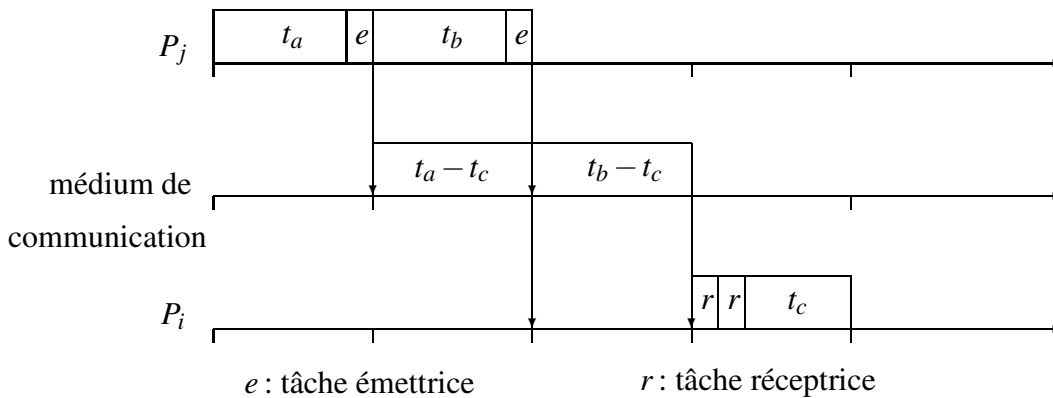 P_j t_a e t_b e
t_a − t_c t_b − t_c
médium de
communication
P_i r r t_c
e : tâche émettrice r : tâche réceptrice